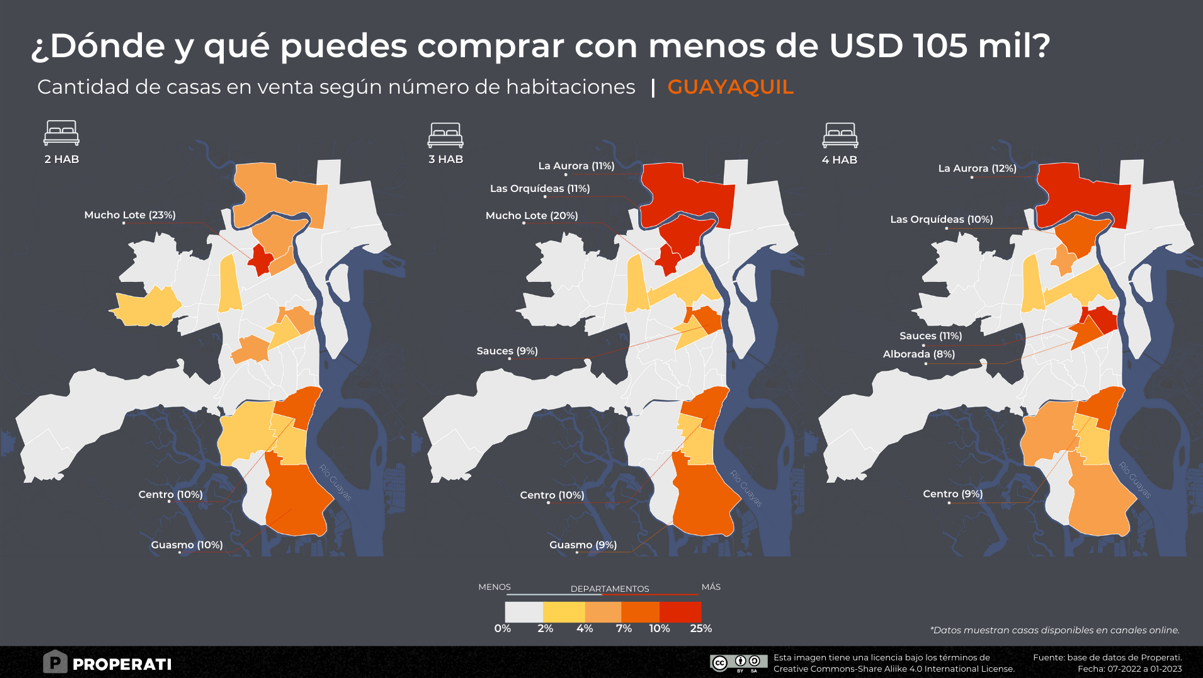 ¿Dónde y qué puedes comprar con menos de USD 105 mil?
Cantidad de casas en venta según número de habitaciones | GUAYAQUIL
2 HAB
Mucho Lote (23%)
Centro (10%)
Guasmo (10%)
Río Guayas
3 HAB
La Aurora (11%)
Las Orquídeas (11%)
Mucho Lote (20%)
Sauces (9%)
Centro (10%)
Guasmo (9%)
Río Guayas
4 HAB
La Aurora (12%)
Las Orquídeas (10%)
Sauces (11%)
Alborada (8%)
Centro (9%)
Río Guayas
MENOS DEPARTAMENTOS MÁS
0% 2% 4% 7% 10% 25%
*Datos muestran casas disponibles en canales online.
P PROPERATI
cc BY SA
Esta imagen tiene una licencia bajo los términos de
Creative Commons-Share Aliike 4.0 International License.
Fuente: base de datos de Properati.
Fecha: 07-2022 a 01-2023